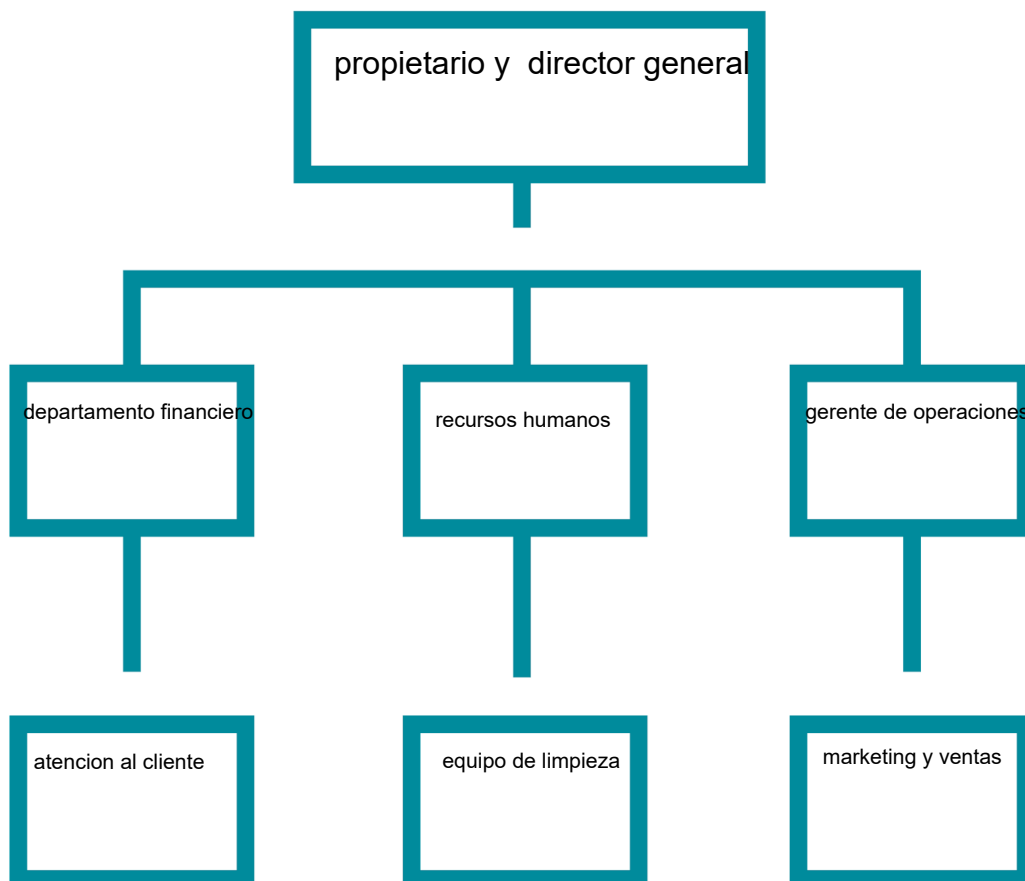 propietario y  director general
departamento financiero
recursos humanos
gerente de operaciones
atencion al cliente
equipo de limpieza
marketing y ventas